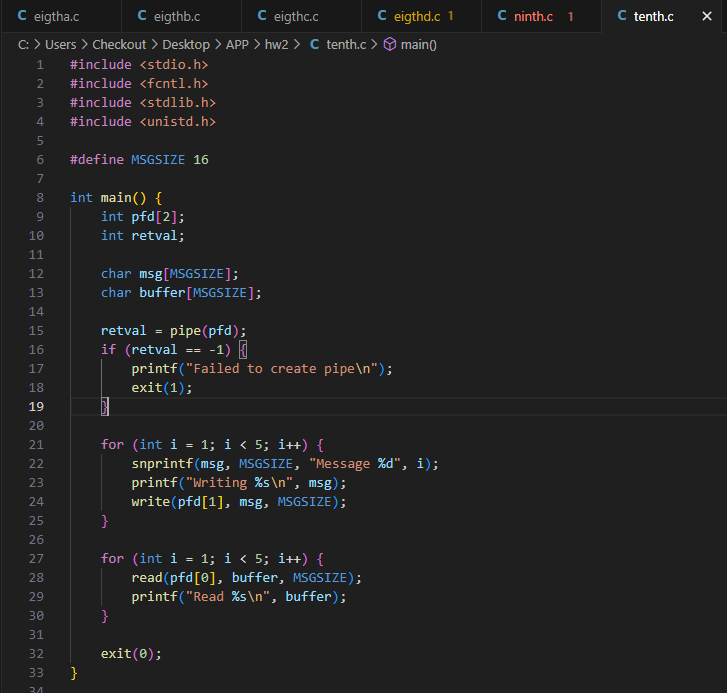 C eigtha.c C eigthb.c C eigthc.c C eigthd.c 1 C ninth.c 1 C tenth.c ×
C: > Users > Checkout > Desktop > APP > hw2 > C tenth.c > main()
1 #include <stdio.h>
2 #include <fcntl.h>
3 #include <stdlib.h>
4 #include <unistd.h>
5
6 #define MSGSIZE 16
7
8 int main() {
9     int pfd[2];
10     int retval;
11
12     char msg[MSGSIZE];
13     char buffer[MSGSIZE];
14
15     retval = pipe(pfd);
16     if (retval == -1) {
17         printf("Failed to create pipe\n");
18         exit(1);
19     }
20
21     for (int i = 1; i < 5; i++) {
22         snprintf(msg, MSGSIZE, "Message %d", i);
23         printf("Writing %s\n", msg);
24         write(pfd[1], msg, MSGSIZE);
25     }
26
27     for (int i = 1; i < 5; i++) {
28         read(pfd[0], buffer, MSGSIZE);
29         printf("Read %s\n", buffer);
30     }
31
32     exit(0);
33 }
34